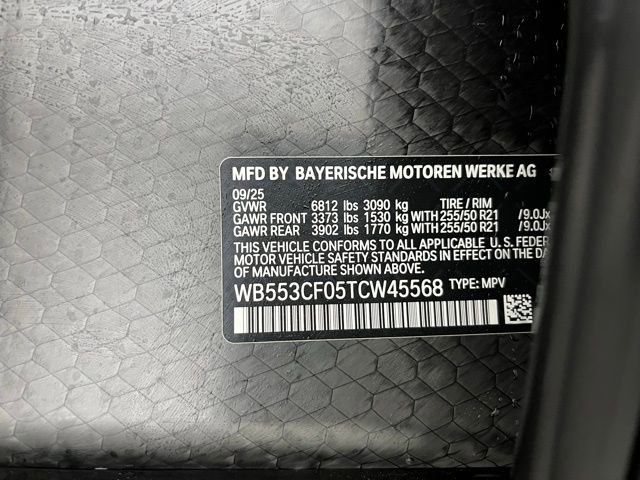 MFD BY BAYERISCHE MOTOREN WERKE AG
09/25
GVWR 6812 lbs 3090 kg TIRE / RIM
GAWR FRONT 3373 lbs 1530 kg WITH 255/50 R21 /9.0Jx
GAWR REAR 3902 lbs 1770 kg WITH 255/50 R21 /9.0Jx
THIS VEHICLE CONFORMS TO ALL APPLICABLE U. S. FEDER
MOTOR VEHICLE SAFETY STANDARDS IN EFFECT ON THE DA
MANUFACTURE SHOWN ABOVE.
WB553CF05TCW45568 TYPE: MPV